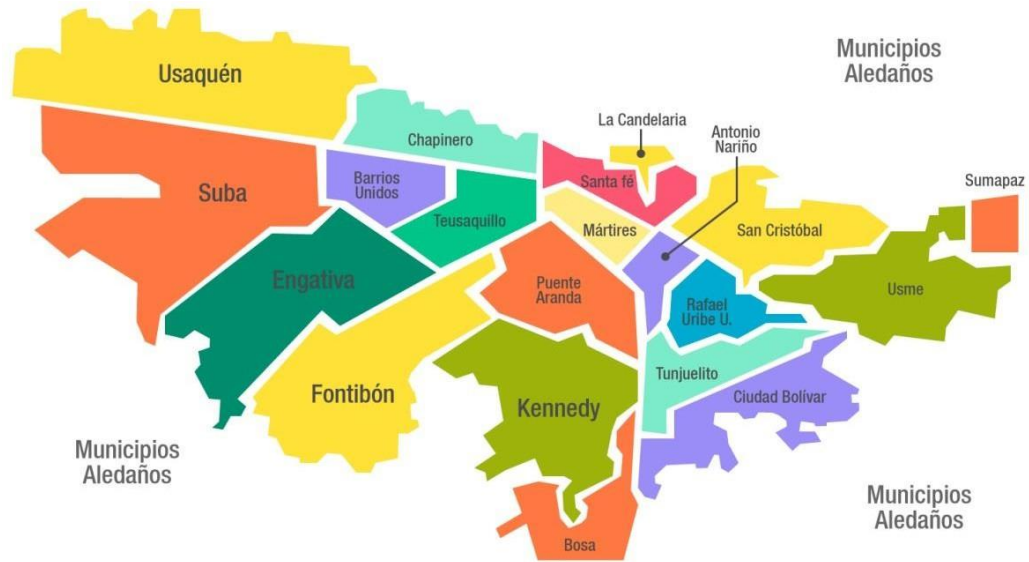 Municipios
Aledaños
Usaquén
La Candelaria
Antonio
Nariño
Chapinero
Barrios
Unidos
Santa fé
Sumapaz
Suba
Teusaquillo
Mártires
San Cristóbal
Engativa
Puente
Aranda
Rafael
Uribe U.
Usme
Tunjuelito
Fontibón
Kennedy
Ciudad Bolívar
Municipios
Aledaños
Municipios
Aledaños
Bosa